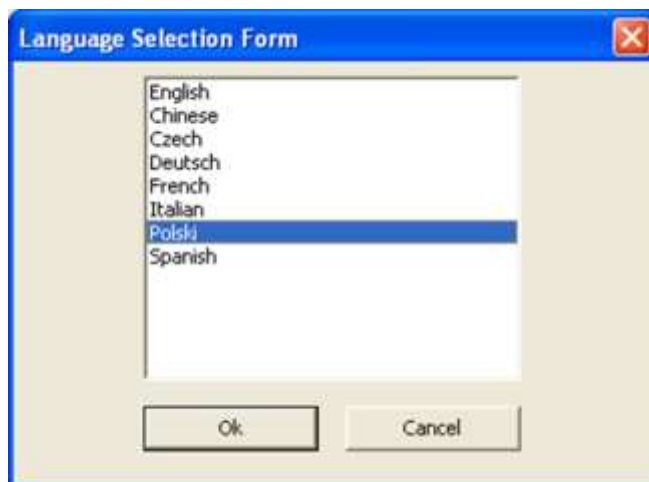 Language Selection Form
English
Chinese
Czech
Deutsch
French
Italian
Polski
Spanish
Ok
Cancel